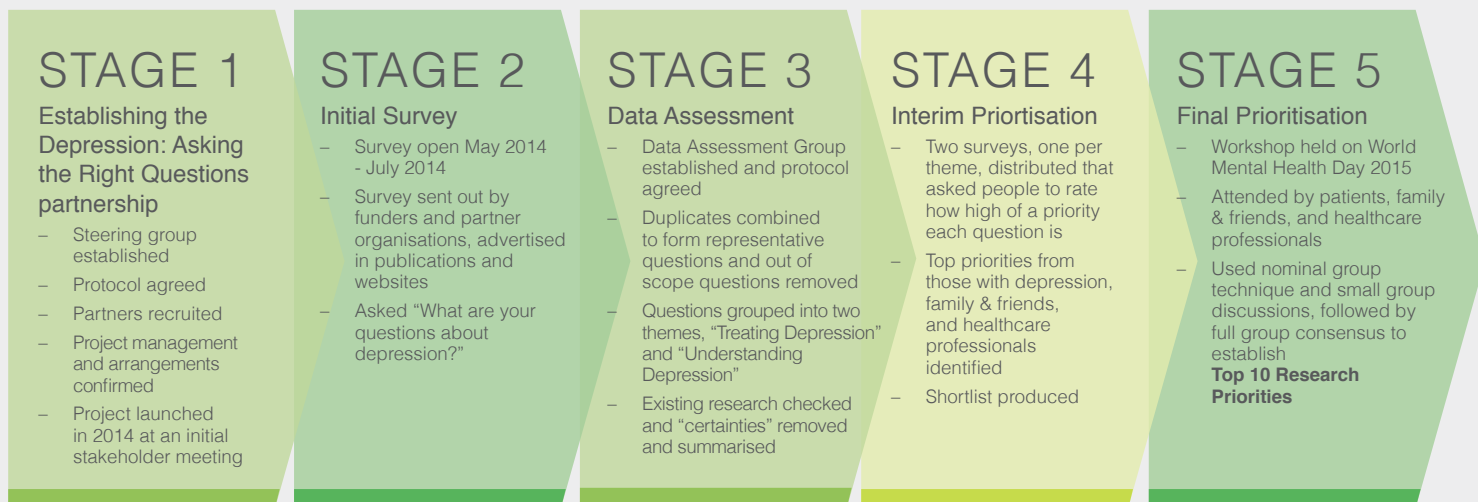 STAGE 1
Establishing the
Depression: Asking
the Right Questions
partnership
– Steering group
established
– Protocol agreed
– Partners recruited
– Project management
and arrangements
confirmed
– Project launched
in 2014 at an initial
stakeholder meeting
STAGE 2
Initial Survey
– Survey open May 2014
- July 2014
– Survey sent out by
funders and partner
organisations, advertised
in publications and
websites
– Asked “What are your
questions about
depression?”
STAGE 3
Data Assessment
– Data Assessment Group
established and protocol
agreed
– Duplicates combined
to form representative
questions and out of
scope questions removed
– Questions grouped into two
themes, “Treating Depression”
and “Understanding
Depression”
– Existing research checked
and “certainties” removed
and summarised
STAGE 4
Interim Priortisation
– Two surveys, one per
theme, distributed that
asked people to rate
how high of a priority
each question is
– Top priorities from
those with depression,
family & friends,
and healthcare
professionals
identified
– Shortlist produced
STAGE 5
Final Prioritisation
– Workshop held on World
Mental Health Day 2015
– Attended by patients, family
& friends, and healthcare
professionals
– Used nominal group
technique and small group
discussions, followed by
full group consensus to
establish
Top 10 Research
Priorities